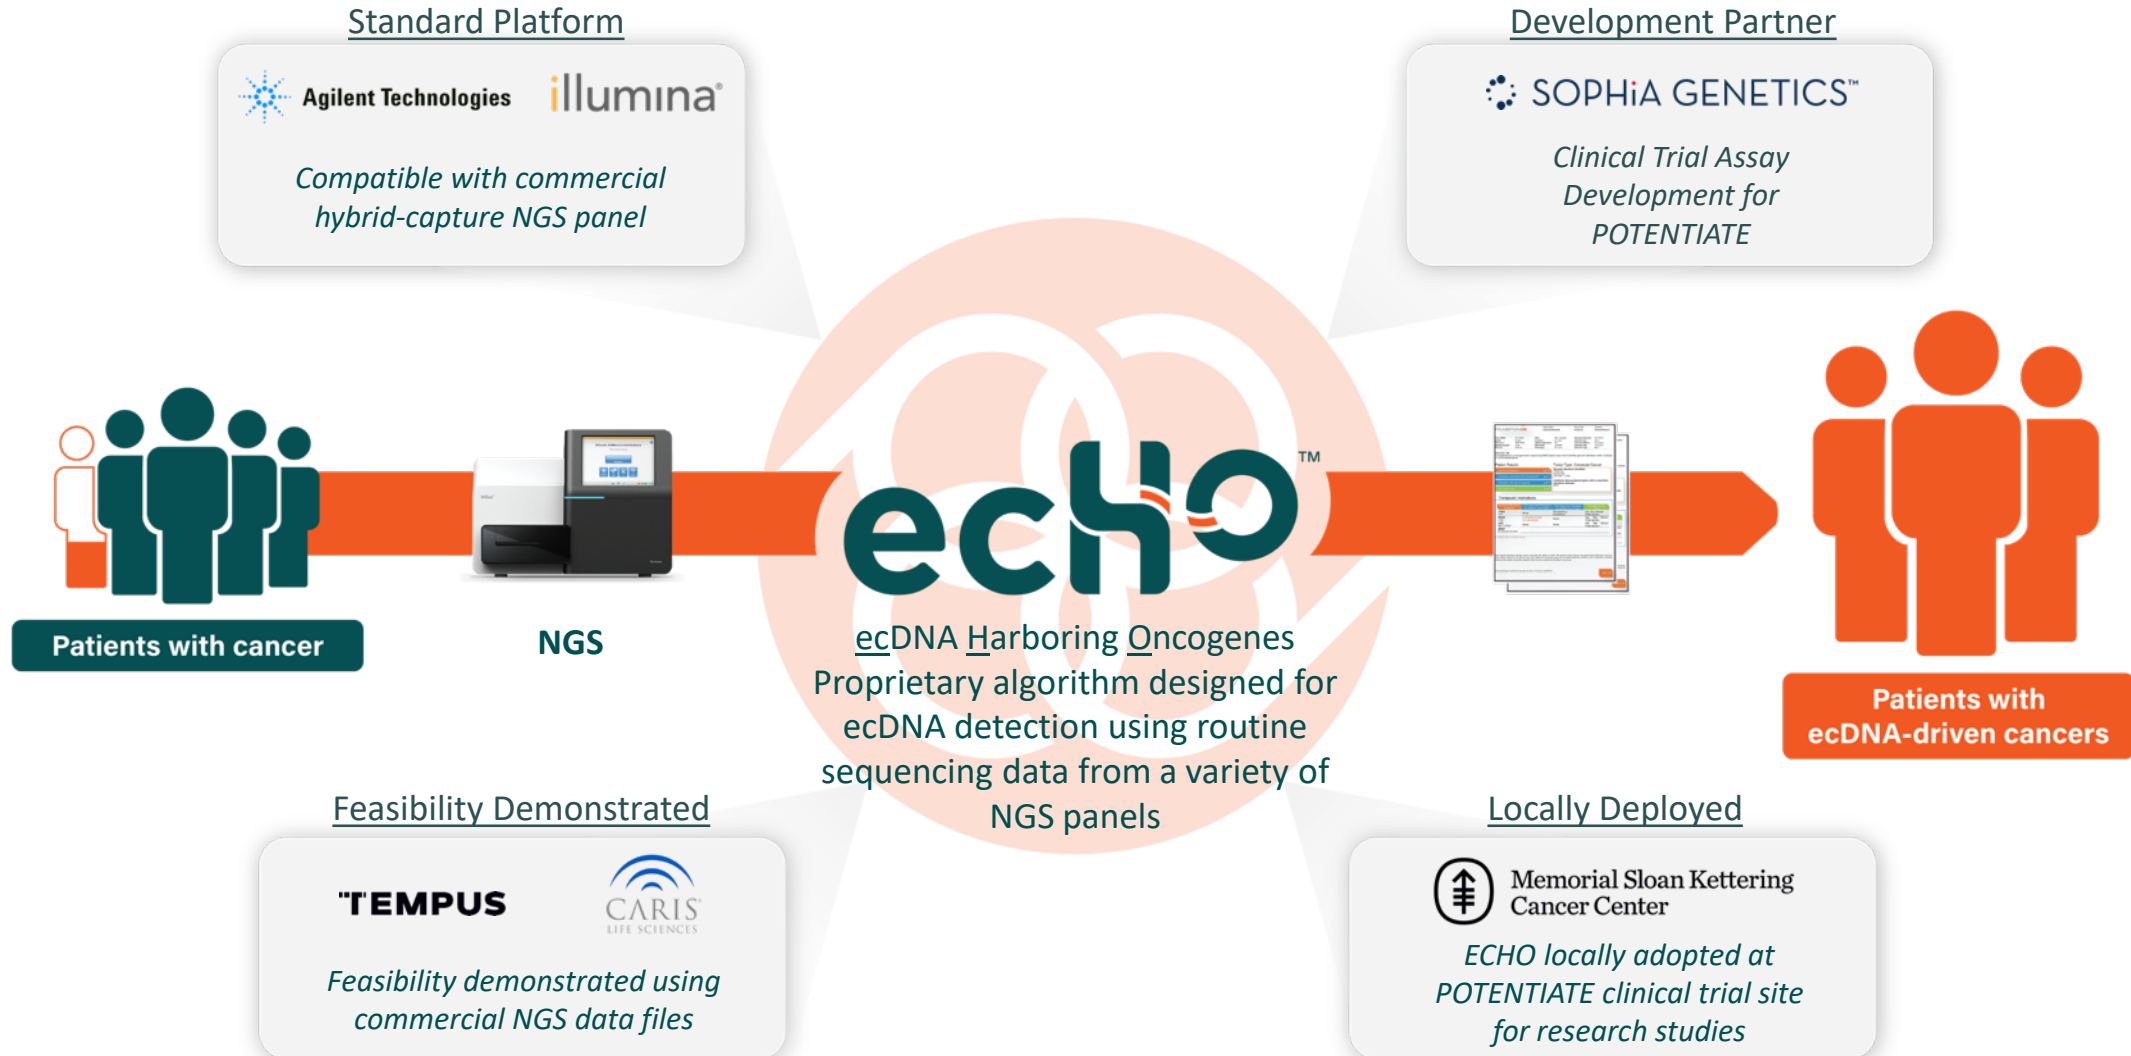 Standard Platform
Agilent Technologies
illumina®
Compatible with commercial
hybrid-capture NGS panel
Development Partner
SOPHiA GENETICS™
Clinical Trial Assay
Development for
POTENTIATE
Patients with cancer
NGS
ecHO™
ecDNA Harboring Oncogenes
Proprietary algorithm designed for
ecDNA detection using routine
sequencing data from a variety of
NGS panels
Patients with
ecDNA-driven cancers
Feasibility Demonstrated
TEMPUS
CARIS
LIFE SCIENCES
Feasibility demonstrated using
commercial NGS data files
Locally Deployed
Memorial Sloan Kettering
Cancer Center
ECHO locally adopted at
POTENTIATE clinical trial site
for research studies